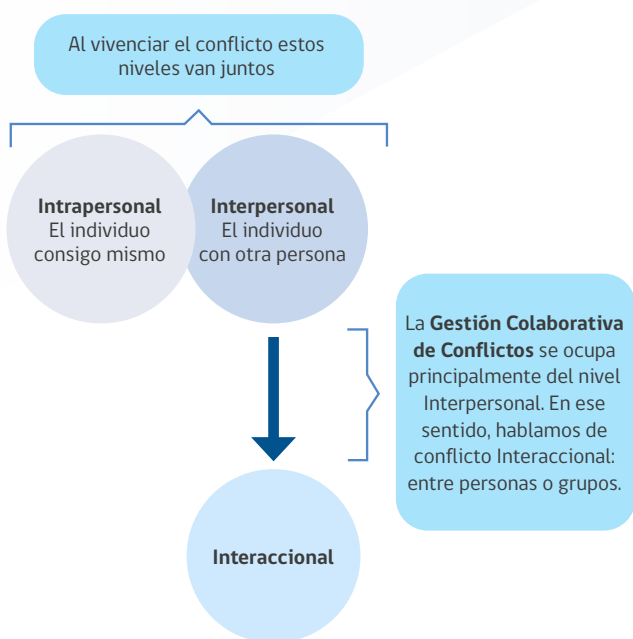 Al vivenciar el conflicto estos
niveles van juntos
Intrapersonal
El individuo
consigo mismo
Interpersonal
El individuo
con otra persona
La Gestión Colaborativa
de Conflictos se ocupa
principalmente del nivel
Interpersonal. En ese
sentido, hablamos de
conflicto Interaccional:
entre personas o grupos.
Interaccional